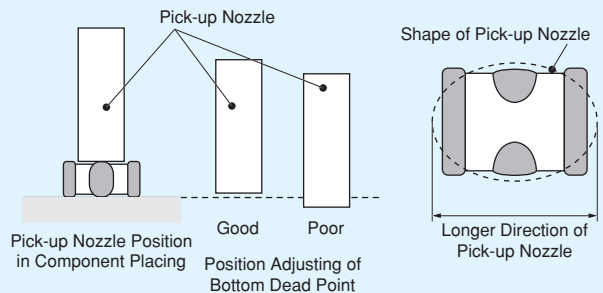 Pick-up Nozzle
Shape of Pick-up Nozzle
Good
Poor
Pick-up Nozzle Position
in Component Placing
Position Adjusting of
Bottom Dead Point
Longer Direction of
Pick-up Nozzle